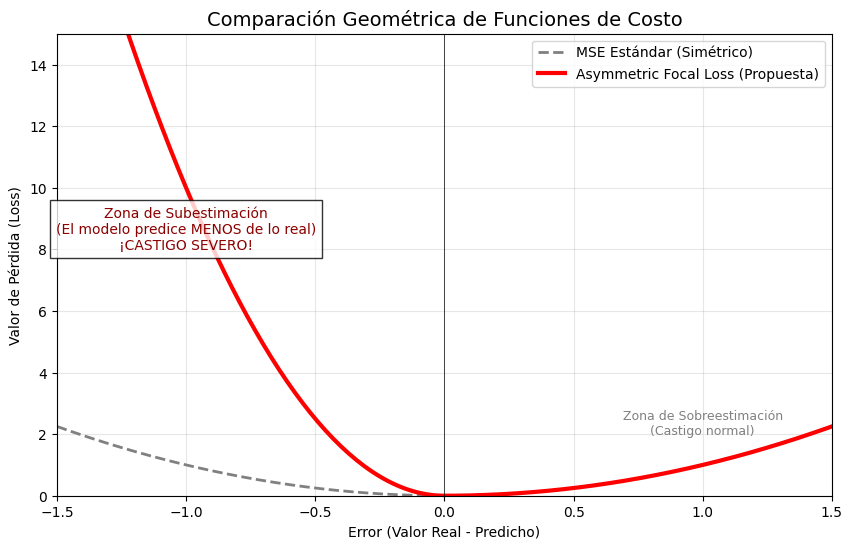 Comparación Geométrica de Funciones de Costo
MSE Estándar (Simétrico)
Asymmetric Focal Loss (Propuesta)
Zona de Subestimación
(El modelo predice MENOS de lo real)
¡CASTIGO SEVERO!
Zona de Sobreestimación
(Castigo normal)
Valor de Pérdida (Loss)
14
12
10
8
6
4
2
0
−1.5
−1.0
−0.5
0.0
0.5
1.0
1.5
Error (Valor Real - Predicho)